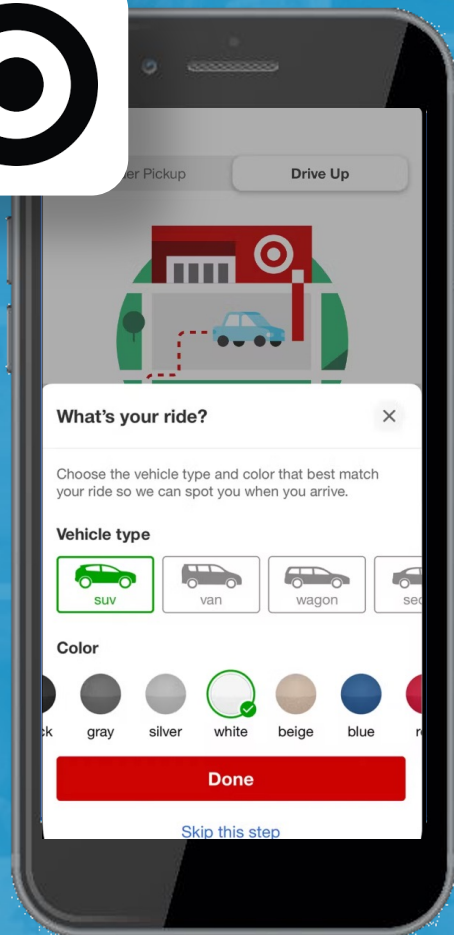 er Pickup
Drive Up
What's your ride?
Choose the vehicle type and color that best match
your ride so we can spot you when you arrive.
Vehicle type
suv
van
wagon
Color
gray
silver
white
beige
blue
Done
Skip this step